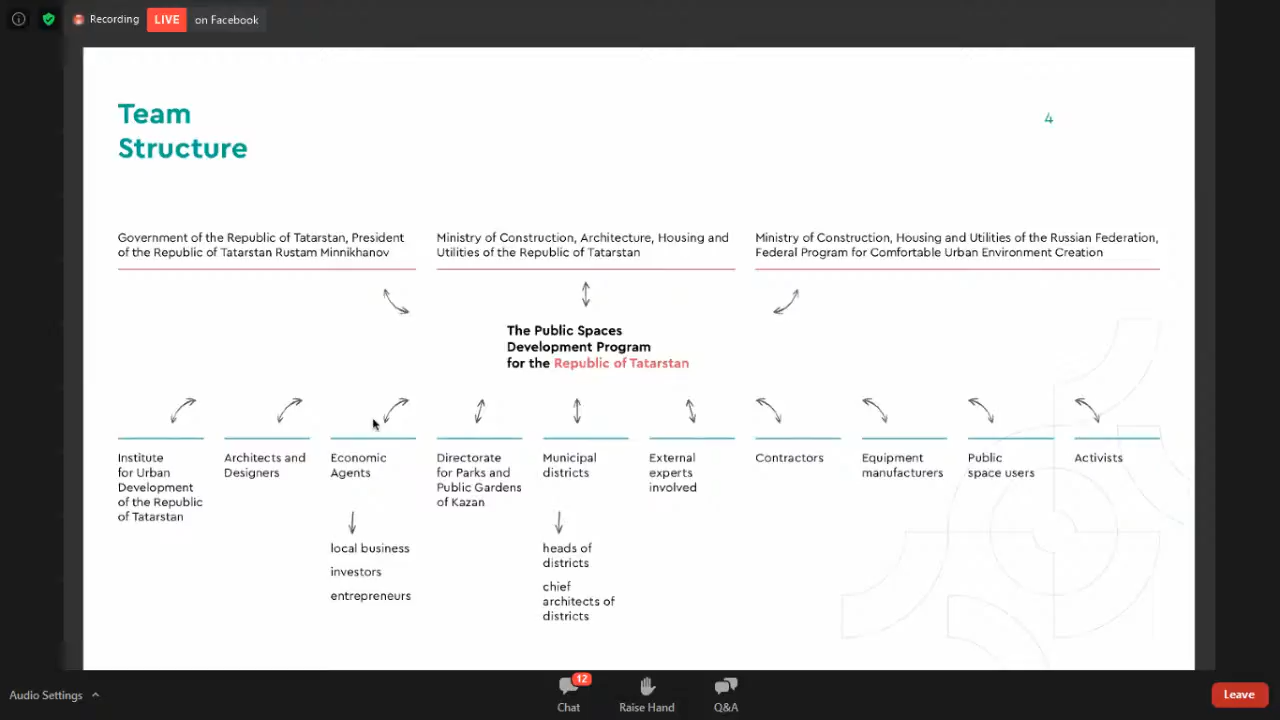 Recording
LIVE
on Facebook
Team
Structure
4
Government of the Republic of Tatarstan, President
of the Republic of Tatarstan Rustam Minnikhanov
Ministry of Construction, Architecture, Housing and
Utilities of the Republic of Tatarstan
Ministry of Construction, Housing and Utilities of the Russian Federation,
Federal Program for Comfortable Urban Environment Creation
The Public Spaces
Development Program
for the Republic of Tatarstan
Institute
for Urban
Development
of the Republic
of Tatarstan
Architects and
Designers
Economic
Agents
local business
investors
entrepreneurs
Directorate
for Parks and
Public Gardens
of Kazan
Municipal
districts
heads of
districts
chief
architects of
districts
External
experts
involved
Contractors
Equipment
manufacturers
Public
space users
Activists
Audio Settings
12
Chat
Raise Hand
Q&A
Leave